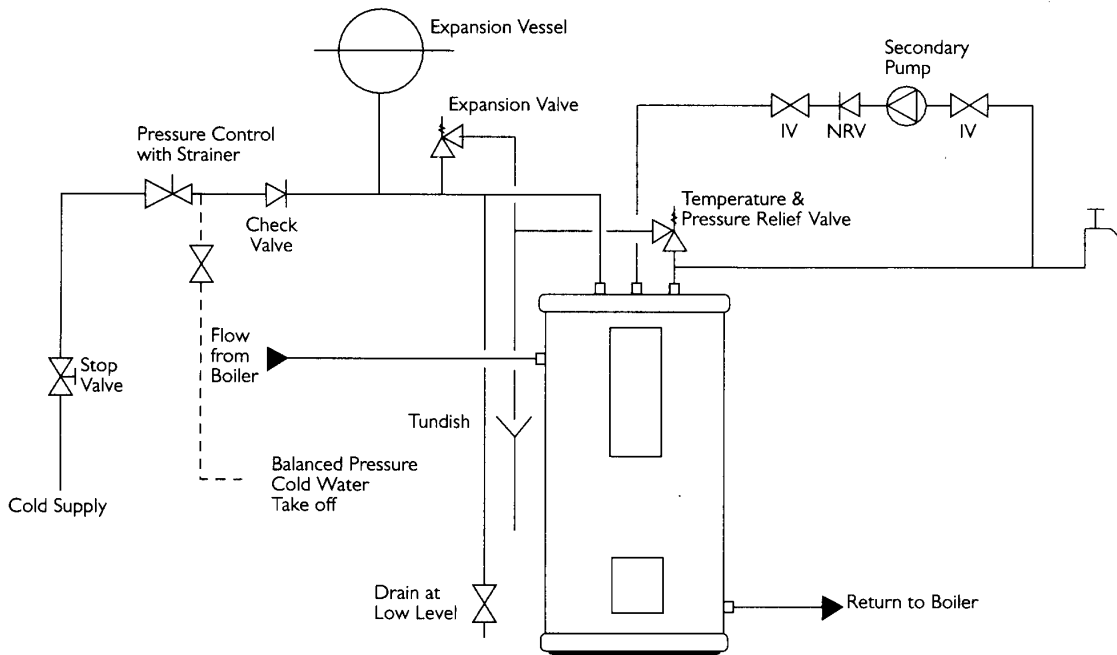 Expansion Vessel
Secondary
Pump
Expansion Valve
Pressure Control
with Strainer
IV
NRV
IV
Temperature &
Pressure Relief Valve
Check
Valve
Flow
from
Boiler
Stop
Valve
Tundish
Balanced Pressure
Cold Water
Take off
Cold Supply
Drain at
Low Level
Return to Boiler